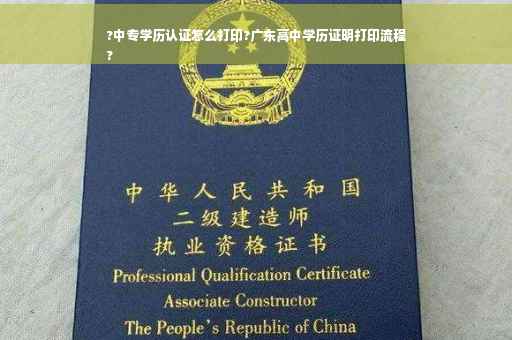 ?中专学历认证怎么打印?广东高中学历证明打印流程
?
中华人民共和国
二级建造师
执业资格证书
Professional Qualification Certificate
Associate Constructor
The People's Republic of China